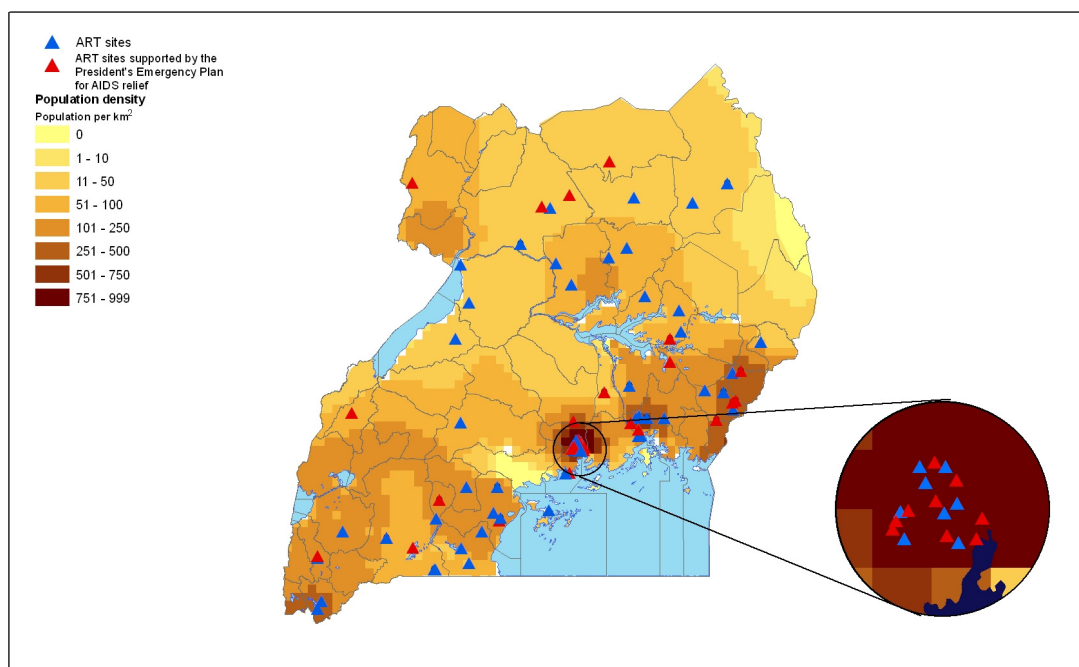 ART sites
ART sites supported by the
President's Emergency Plan
for AIDS relief
Population density
Population per km²
0
1 - 10
11 - 50
51 - 100
101 - 250
251 - 500
501 - 750
751 - 999